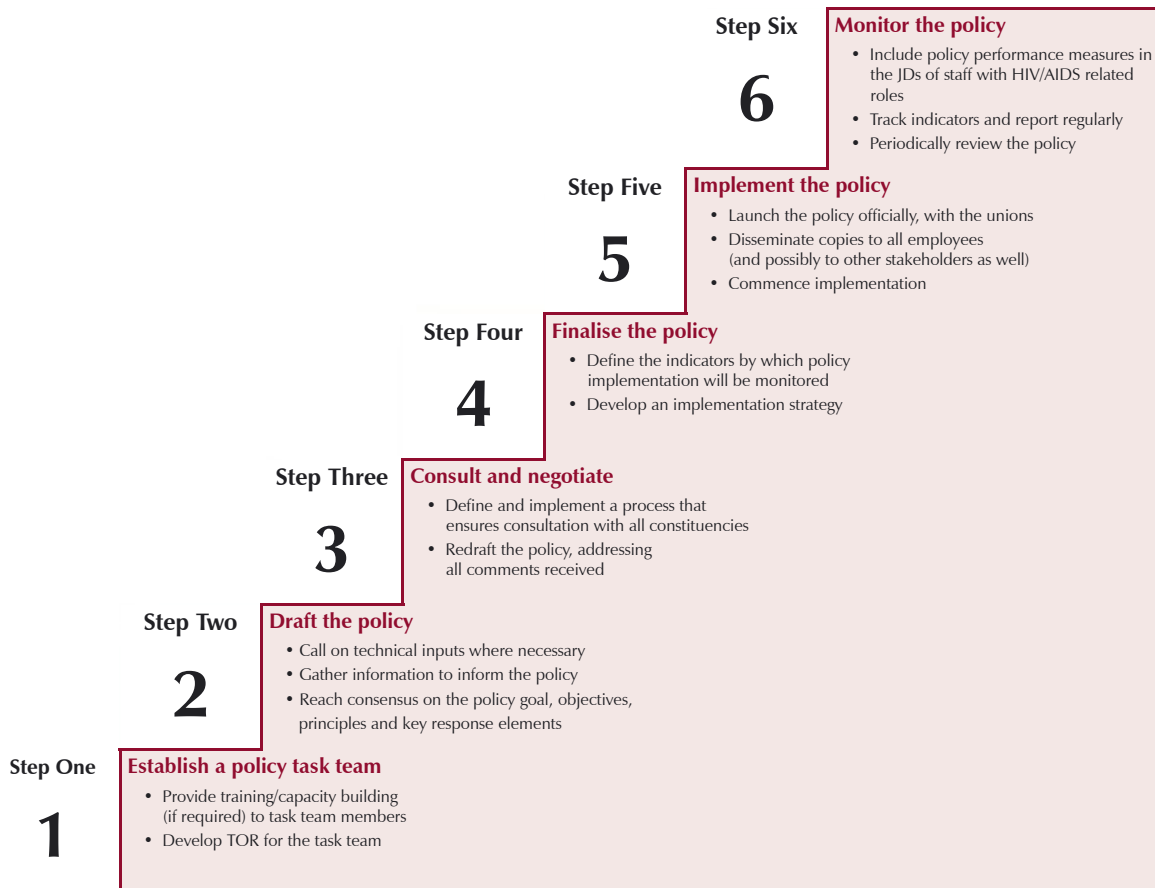 Step Six
6
Monitor the policy
• Include policy performance measures in
the JDs of staff with HIV/AIDS related
roles
• Track indicators and report regularly
• Periodically review the policy
Step Five
5
Implement the policy
• Launch the policy officially, with the unions
• Disseminate copies to all employees
(and possibly to other stakeholders as well)
• Commence implementation
Step Four
4
Finalise the policy
• Define the indicators by which policy
implementation will be monitored
• Develop an implementation strategy
Step Three
3
Consult and negotiate
• Define and implement a process that
ensures consultation with all constituencies
• Redraft the policy, addressing
all comments received
Step Two
2
Draft the policy
• Call on technical inputs where necessary
• Gather information to inform the policy
• Reach consensus on the policy goal, objectives,
principles and key response elements
Step One
1
Establish a policy task team
• Provide training/capacity building
(if required) to task team members
• Develop TOR for the task team